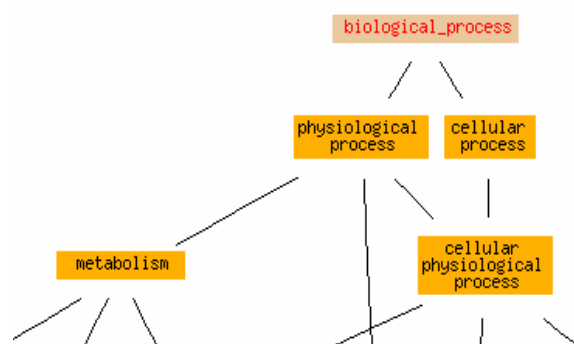 biological_process
physiological
process
cellular
process
metabolism
cellular
physiological
process